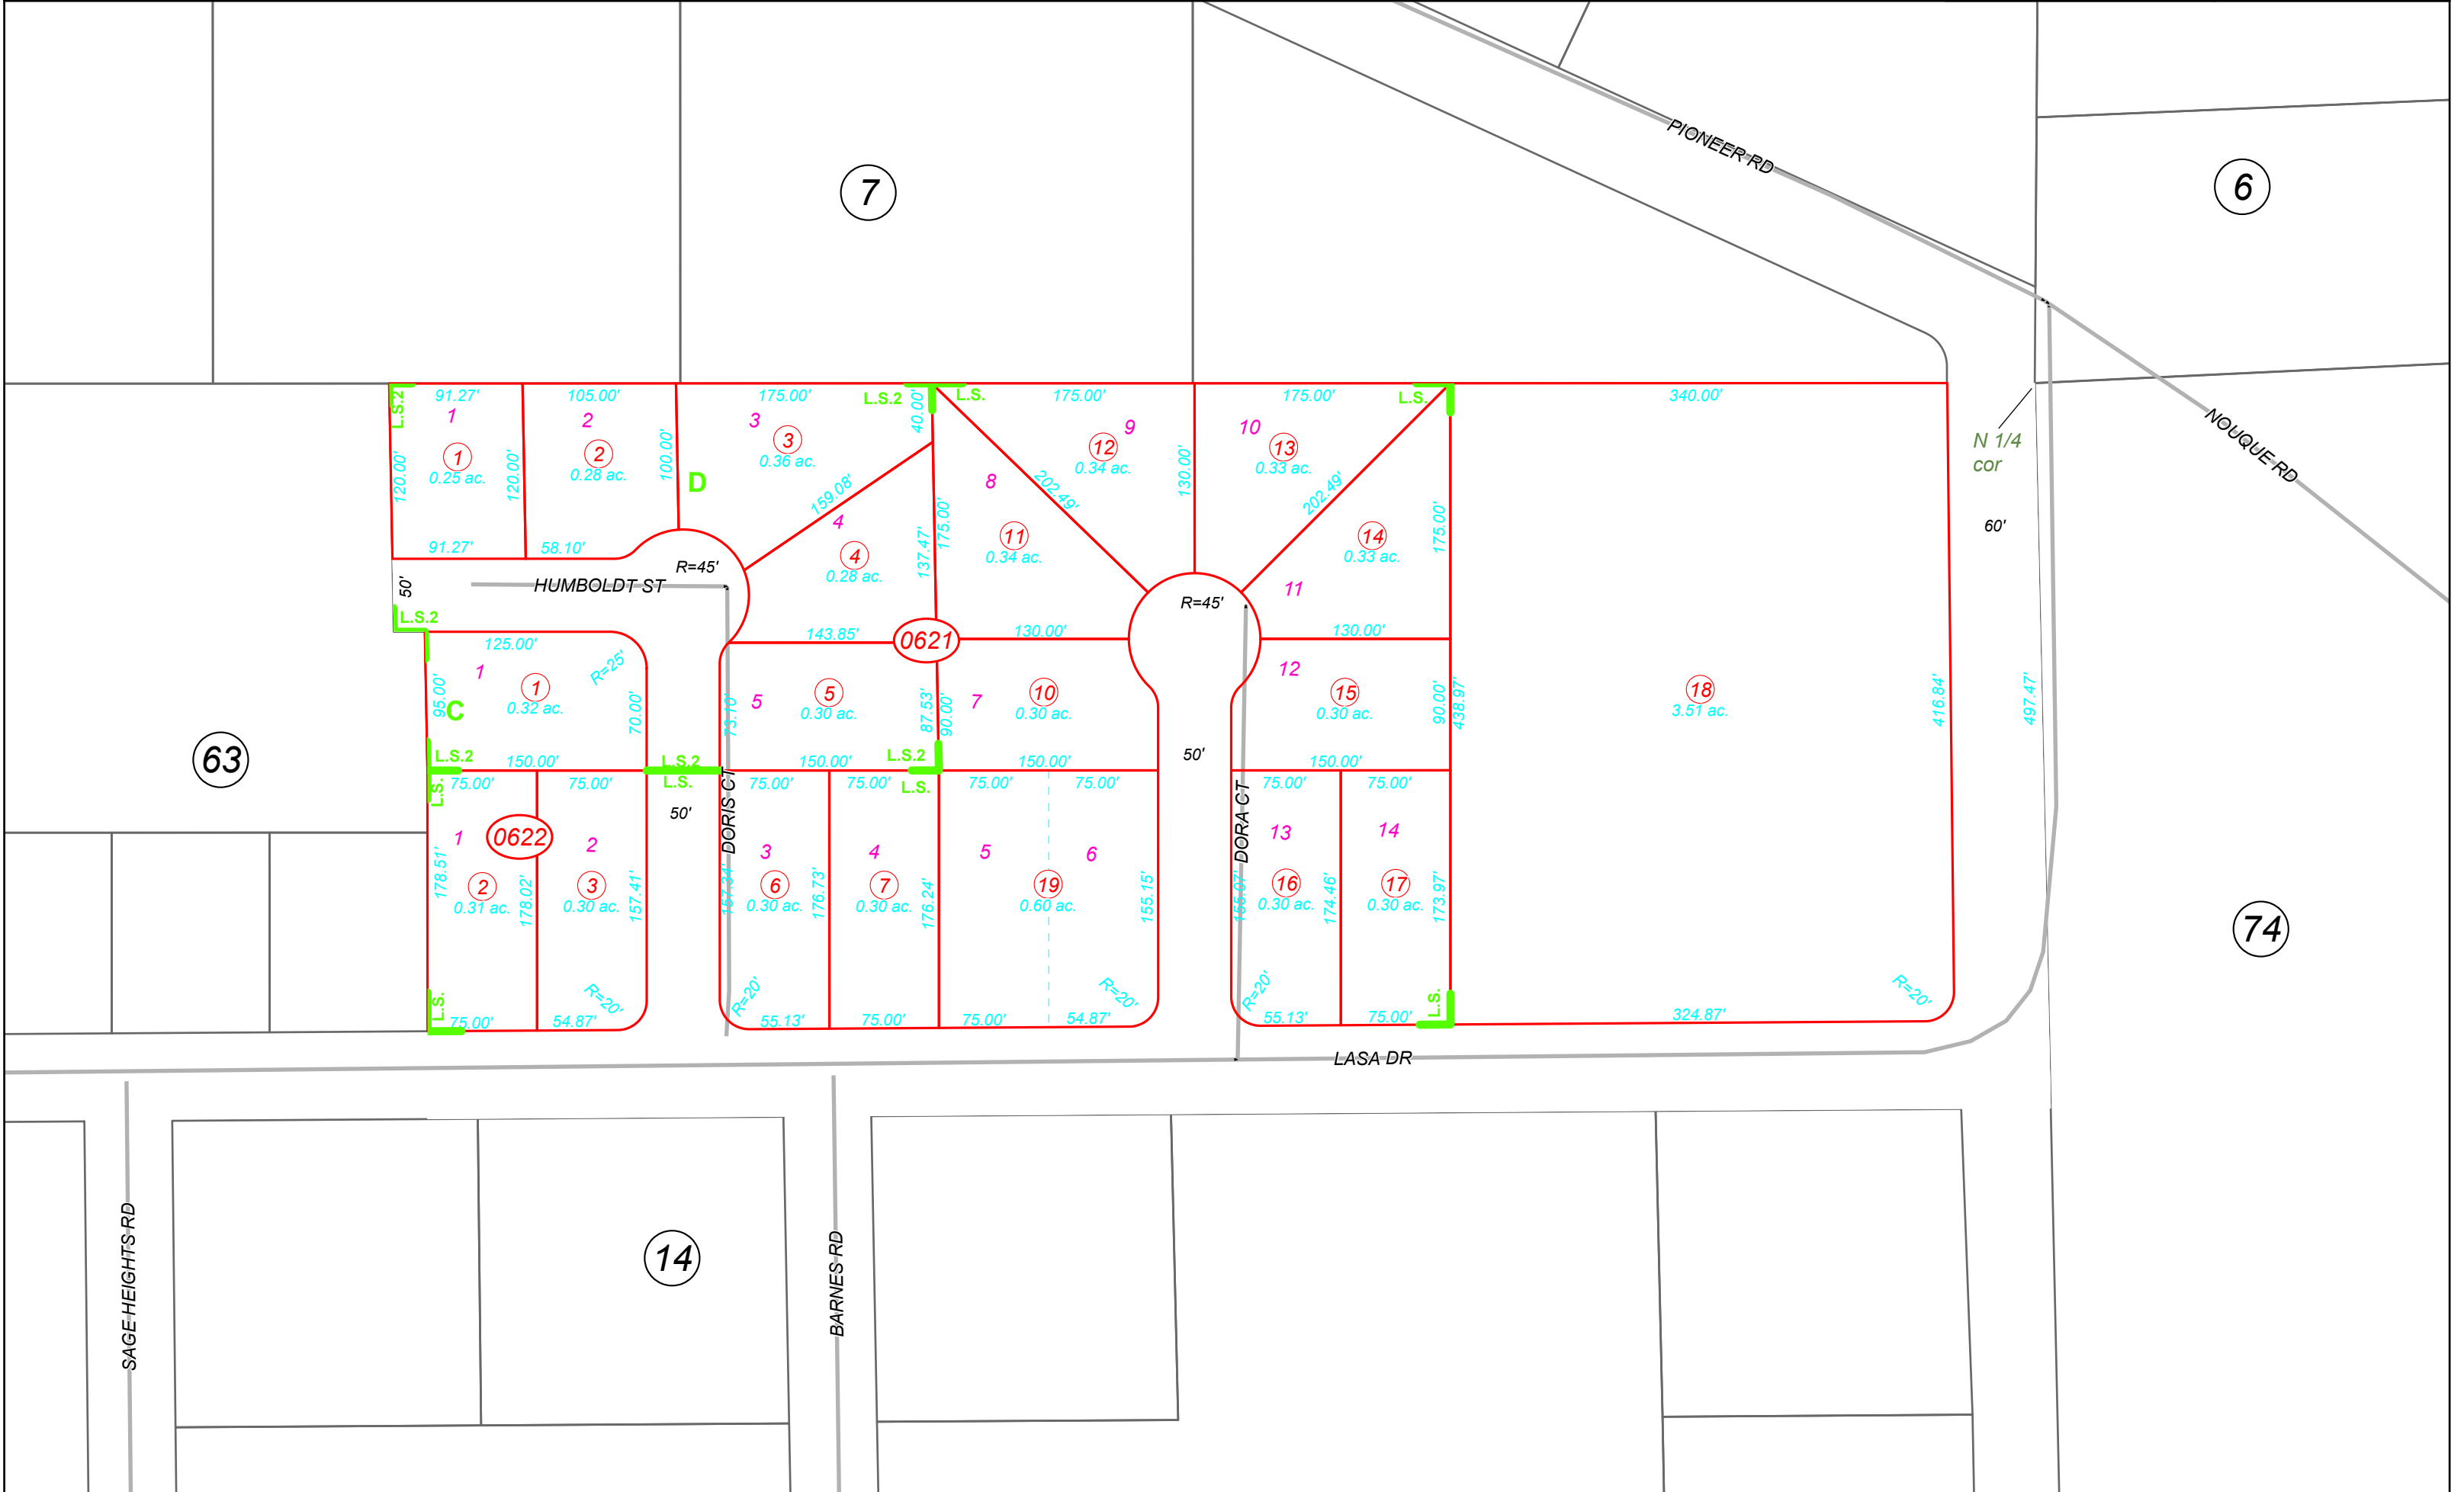 PIONEER RD
7
6
NOUQUE RD
N 1/4
cor
60'
91.27'
105.00'
175.00'
L.S.2
L.S.
175.00'
175.00'
L.S.
340.00'
L.S.2
1
2
3
40.00'
9
10
1
0.25 ac.
2
0.28 ac.
3
0.36 ac.
12
0.34 ac.
13
0.33 ac.
120.00'
120.00'
100.00'
D
159.08'
8
202.49'
130.00'
202.49'
4
4
0.28 ac.
137.47'
175.00'
11
0.34 ac.
14
0.33 ac.
175.00'
91.27'
58.10'
R=45'
50'
HUMBOLDT ST
11
R=45'
L.S.2
125.00'
143.85'
0621
130.00'
130.00'
R=25'
1
1
0.32 ac.
95.00'
C
70.00'
73.10'
5
5
0.30 ac.
87.53'
90.00'
7
10
0.30 ac.
12
15
0.30 ac.
90.00'
438.97'
18
3.51 ac.
416.84'
497.47'
63
L.S.2
150.00'
L.S.2
150.00'
L.S.2
150.00'
50'
150.00'
L.S.
75.00'
75.00'
L.S.
75.00'
75.00'
L.S.
75.00'
75.00'
75.00'
75.00'
50'
DORIS CT
DORA CT
1
0622
2
3
4
5
6
13
14
178.51'
2
0.31 ac.
178.02'
3
0.30 ac.
157.41'
157.34'
6
0.30 ac.
176.73'
7
0.30 ac.
176.24'
19
0.60 ac.
155.15'
155.07'
16
0.30 ac.
174.46'
17
0.30 ac.
173.97'
74
L.S.
R=20'
R=20'
R=20'
R=20'
L.S.
R=20'
75.00'
54.87'
55.13'
75.00'
75.00'
54.87'
55.13'
75.00'
324.87'
LASA DR
SAGE HEIGHTS RD
14
BARNES RD